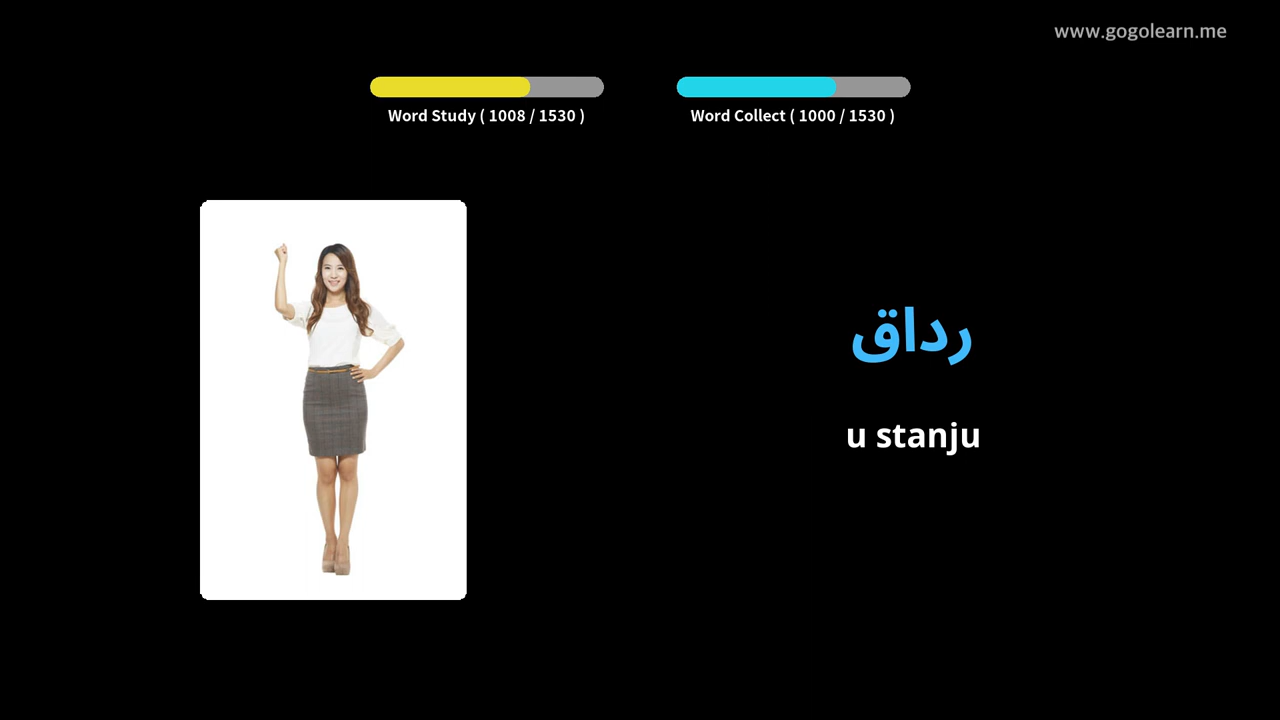 www.gogolearn.me
Word Study ( 1008 / 1530 )
Word Collect ( 1000 / 1530 )
رداق
u stanju